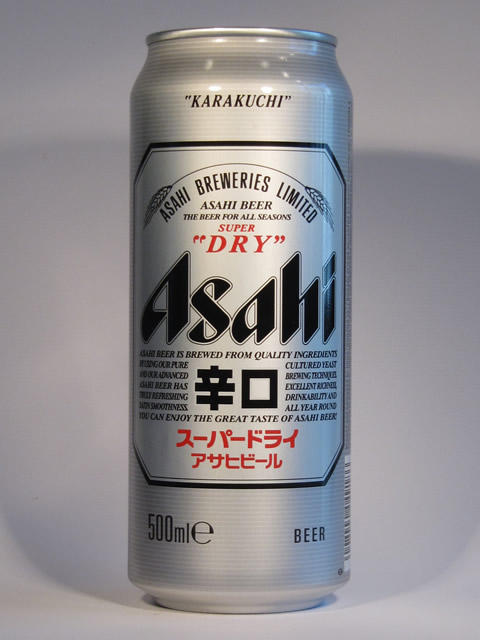 "KARAKUCHI"
ASAHI BREWERIES LIMITED
ASAHI BEER
THE BEER FOR ALL SEASONS
SUPER
"DRY"
Asahi
ASAHI BEER IS BREWED FROM QUALITY INGREDIENTS
BY USING OUR PURE CULTURED YEAST
AND OUR ADVANCED BREWING TECHNIQUES.
ASAHI BEER HAS EXCELLENT RICHNESS,
TRULY REFRESHING DRINKABILITY AND
SATIN SMOOTHNESS. ALL YEAR ROUND
YOU CAN ENJOY THE GREAT TASTE OF ASAHI BEER!
辛口
スーパードライ
アサヒビール
500ml℮
BEER